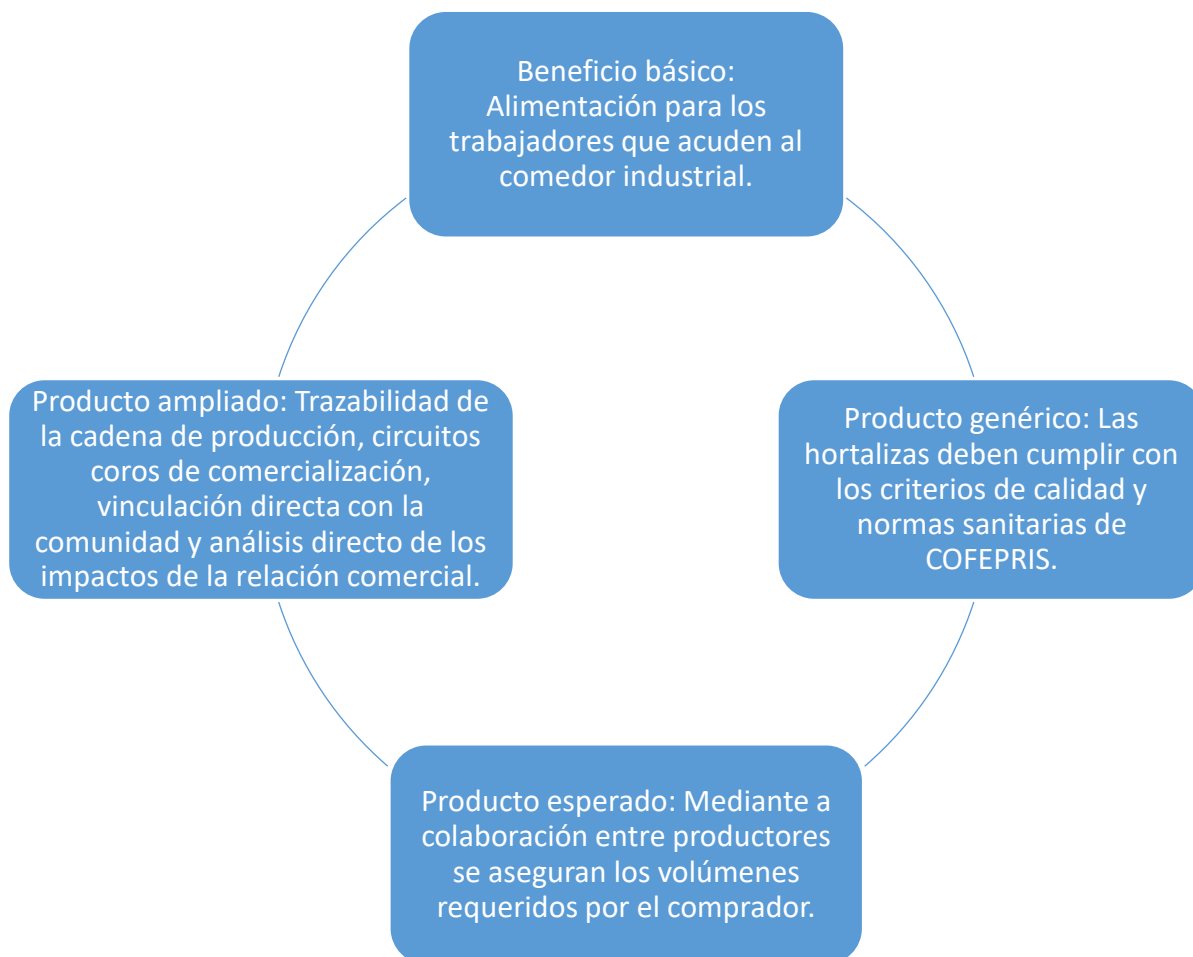 Beneficio básico:
Alimentación para los
trabajadores que acuden al
comedor industrial.
Producto ampliado: Trazabilidad de
la cadena de producción, circuitos
coros de comercialización,
vinculación directa con la
comunidad y análisis directo de los
impactos de la relación comercial.
Producto genérico: Las
hortalizas deben cumplir con
los criterios de calidad y
normas sanitarias de
COFEPRIS.
Producto esperado: Mediante a
colaboración entre productores
se aseguran los volúmenes
requeridos por el comprador.